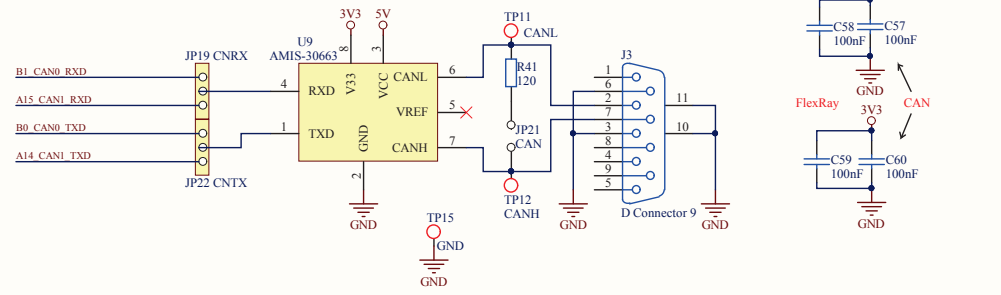 3V3
5V
TP11
CANL
C58
100nF
C57
100nF
GND
U9
AMIS-30663
8
3
JP19 CNRX
B1_CAN0_RXD
A15_CAN1_RXD
B0_CAN0_TXD
A14_CAN1_TXD
JP22 CNTX
4
1
RXD
TXD
V33
VCC
GND
CANL
VREF
CANH
6
5
7
2
GND
R41
120
JP21
CAN
TP12
CANH
J3
1
6
2
7
3
8
4
9
5
11
10
D Connector 9
GND
GND
FlexRay
CAN
3V3
C59
100nF
C60
100nF
GND
TP15
GND
GND